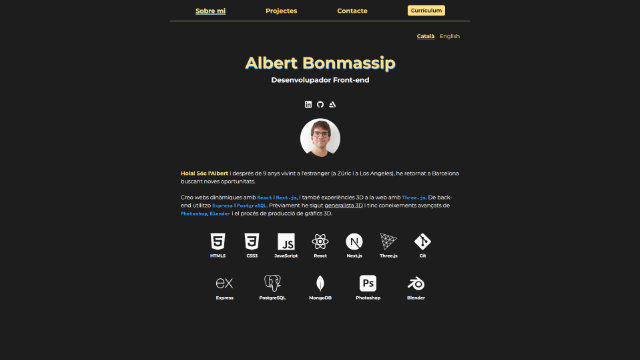 Sobre mi Projectes Contacte Curriculum
Català English
Albert Bonmassip
Desenvolupador Front-end
Hola! Sóc l'Albert i després de 9 anys vivint a l'estranger (a Zúric i a Los Angeles), he retornat a Barcelona
buscant noves oportunitats.
Creo webs dinàmiques amb React i Next.js, i també experiències 3D a la web amb Three.js. De back-
end utilitzo Express i PostgreSQL. Prèviament he sigut generalista 3D i tinc coneixements avançats de
Photoshop, Blender i el procés de producció de gràfics 3D.
HTML5 CSS3 JavaScript React Next.js Three.js Git
Express PostgreSQL MongoDB Photoshop Blender